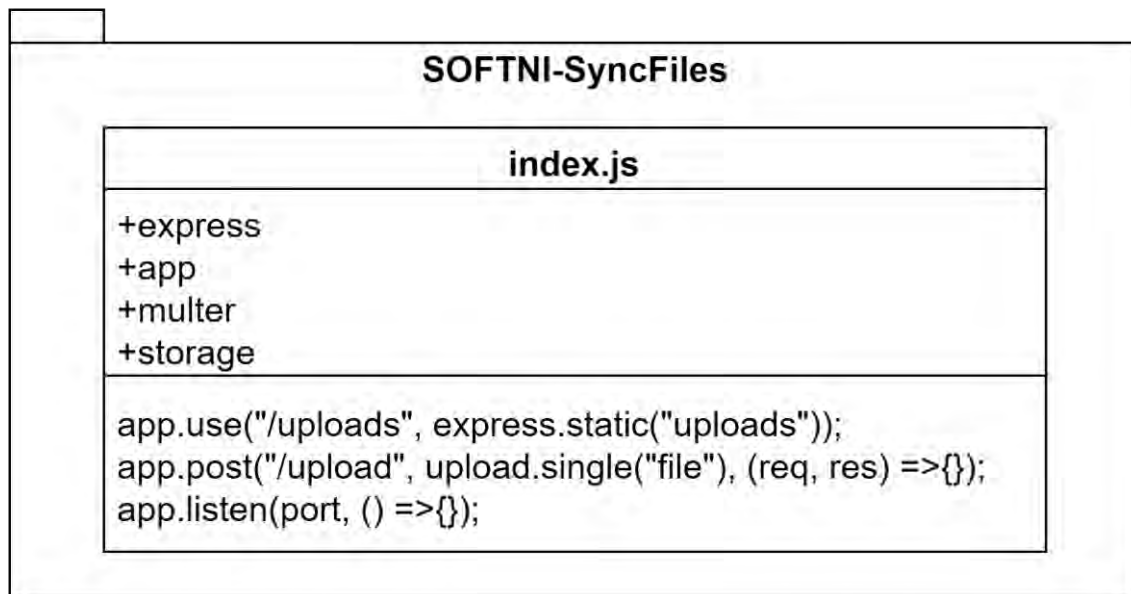 SOFTNI-SyncFiles
index.js
+express
+app
+multer
+storage
app.use("/uploads", express.static("uploads"));
app.post("/upload", upload.single("file"), (req, res) =>{});
app.listen(port, () =>{});